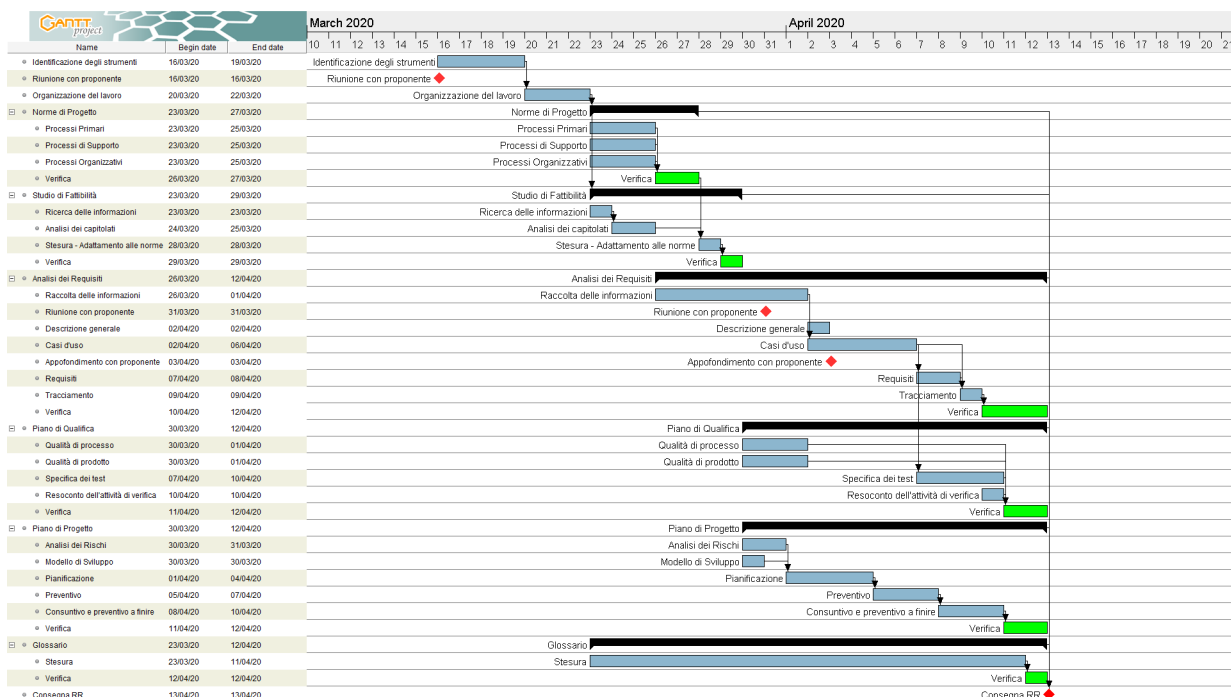 GANTT
project
March 2020
April 2020
Name Begin date End date
10 11 12 13 14 15 16 17 18 19 20 21 22 23 24 25 26 27 28 29 30 31 1 2 3 4 5 6 7 8 9 10 11 12 13 14 15 16 17 18 19 20 21
Identificazione degli strumenti 16/03/20 19/03/20 Identificazione degli strumenti
Riunione con proponente 16/03/20 16/03/20 Riunione con proponente
Organizzazione del lavoro 20/03/20 22/03/20 Organizzazione del lavoro
Norme di Progetto 23/03/20 27/03/20 Norme di Progetto
Processi Primari 23/03/20 25/03/20 Processi Primari
Processi di Supporto 23/03/20 25/03/20 Processi di Supporto
Processi Organizzativi 23/03/20 25/03/20 Processi Organizzativi
Verifica 26/03/20 27/03/20 Verifica
Studio di Fattibilità 23/03/20 29/03/20 Studio di Fattibilità
Ricerca delle informazioni 23/03/20 23/03/20 Ricerca delle informazioni
Analisi dei capitolati 24/03/20 25/03/20 Analisi dei capitolati
Stesura - Adattamento alle norme 28/03/20 28/03/20 Stesura - Adattamento alle norme
Verifica 29/03/20 29/03/20 Verifica
Analisi dei Requisiti 26/03/20 12/04/20 Analisi dei Requisiti
Raccolta delle informazioni 26/03/20 01/04/20 Raccolta delle informazioni
Riunione con proponente 31/03/20 31/03/20 Riunione con proponente
Descrizione generale 02/04/20 02/04/20 Descrizione generale
Casi d'uso 02/04/20 06/04/20 Casi d'uso
Appofondimento con proponente 03/04/20 03/04/20 Appofondimento con proponente
Requisiti 07/04/20 08/04/20 Requisiti
Tracciamento 09/04/20 09/04/20 Tracciamento
Verifica 10/04/20 12/04/20 Verifica
Piano di Qualifica 30/03/20 12/04/20 Piano di Qualifica
Qualità di processo 30/03/20 01/04/20 Qualità di processo
Qualità di prodotto 30/03/20 01/04/20 Qualità di prodotto
Specifica dei test 07/04/20 10/04/20 Specifica dei test
Resoconto dell'attività di verifica 10/04/20 10/04/20 Resoconto dell'attività di verifica
Verifica 11/04/20 12/04/20 Verifica
Piano di Progetto 30/03/20 12/04/20 Piano di Progetto
Analisi dei Rischi 30/03/20 31/03/20 Analisi dei Rischi
Modello di Sviluppo 30/03/20 30/03/20 Modello di Sviluppo
Pianificazione 01/04/20 04/04/20 Pianificazione
Preventivo 05/04/20 07/04/20 Preventivo
Consuntivo e preventivo a finire 08/04/20 10/04/20 Consuntivo e preventivo a finire
Verifica 11/04/20 12/04/20 Verifica
Glossario 23/03/20 12/04/20 Glossario
Stesura 23/03/20 11/04/20 Stesura
Verifica 12/04/20 12/04/20 Verifica
Consegna RR 13/04/20 13/04/20 Consegna RR